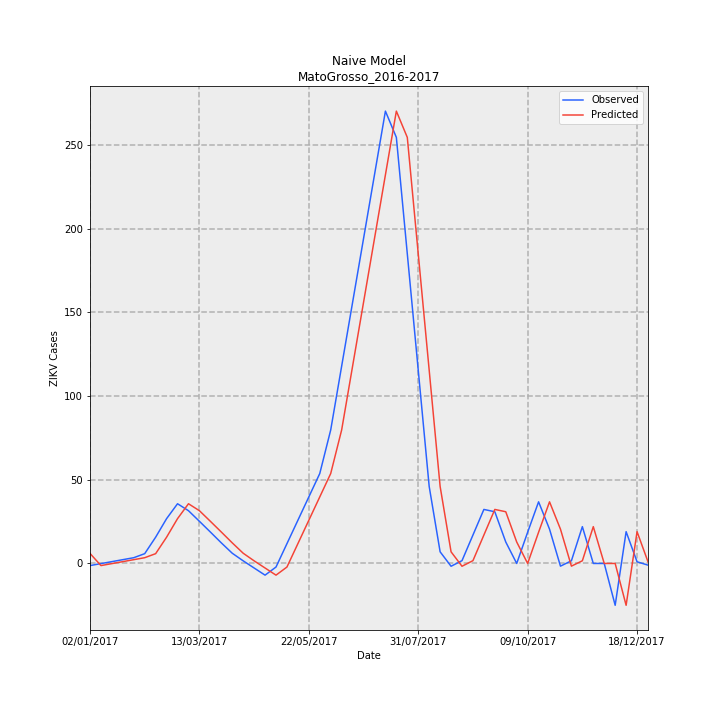 Naive Model
MatoGrosso_2016-2017
Observed
Predicted
250
200
150
100
50
0
ZIKV Cases
02/01/2017
13/03/2017
22/05/2017
31/07/2017
09/10/2017
18/12/2017
Date